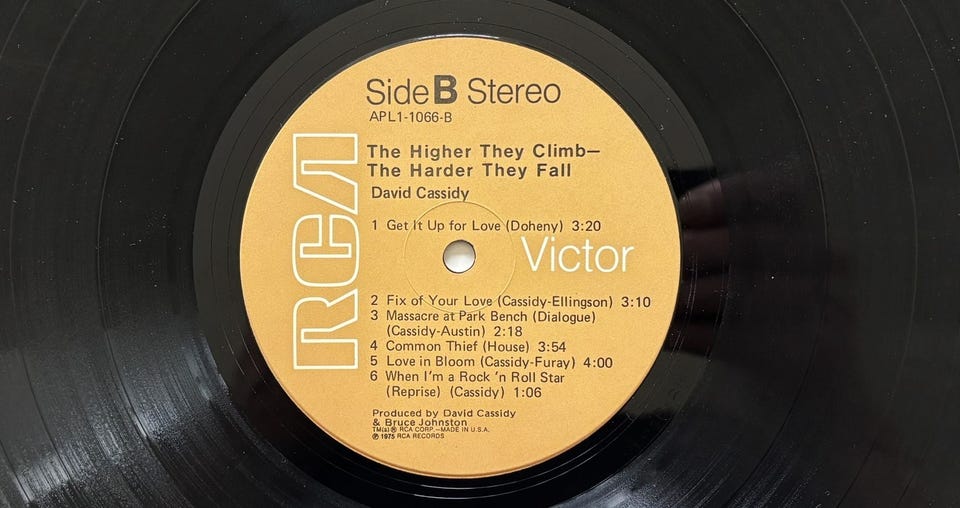 Side B Stereo
APL1-1066-B
RCA
The Higher They Climb—
The Harder They Fall
David Cassidy
1 Get It Up for Love (Doheny) 3:20
Victor
2 Fix of Your Love (Cassidy-Ellingson) 3:10
3 Massacre at Park Bench (Dialogue)
(Cassidy-Austin) 2:18
4 Common Thief (House) 3:54
5 Love in Bloom (Cassidy-Furay) 4:00
6 When I'm a Rock 'n Roll Star
(Reprise) (Cassidy) 1:06
Produced by David Cassidy
& Bruce Johnston
TM(s) ® RCA CORP.—MADE IN U.S.A.
℗ 1975 RCA RECORDS